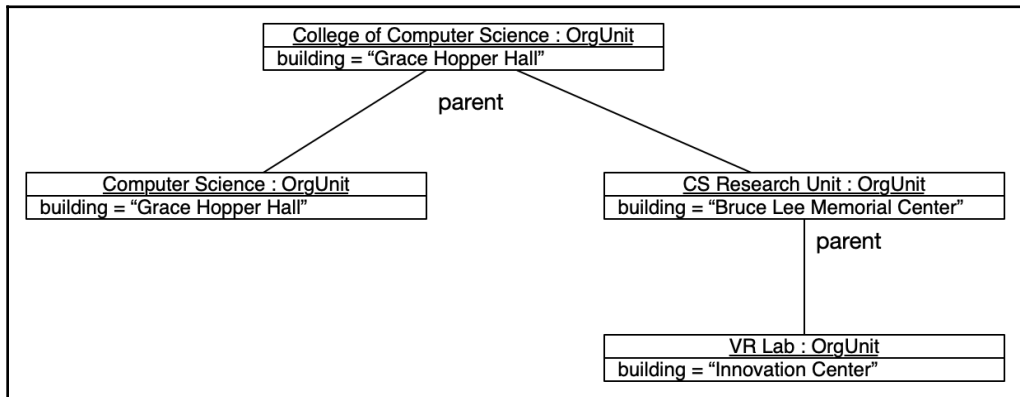 College of Computer Science : OrgUnit
building = “Grace Hopper Hall”
parent
Computer Science : OrgUnit
building = “Grace Hopper Hall”
CS Research Unit : OrgUnit
building = “Bruce Lee Memorial Center”
parent
VR Lab : OrgUnit
building = “Innovation Center”